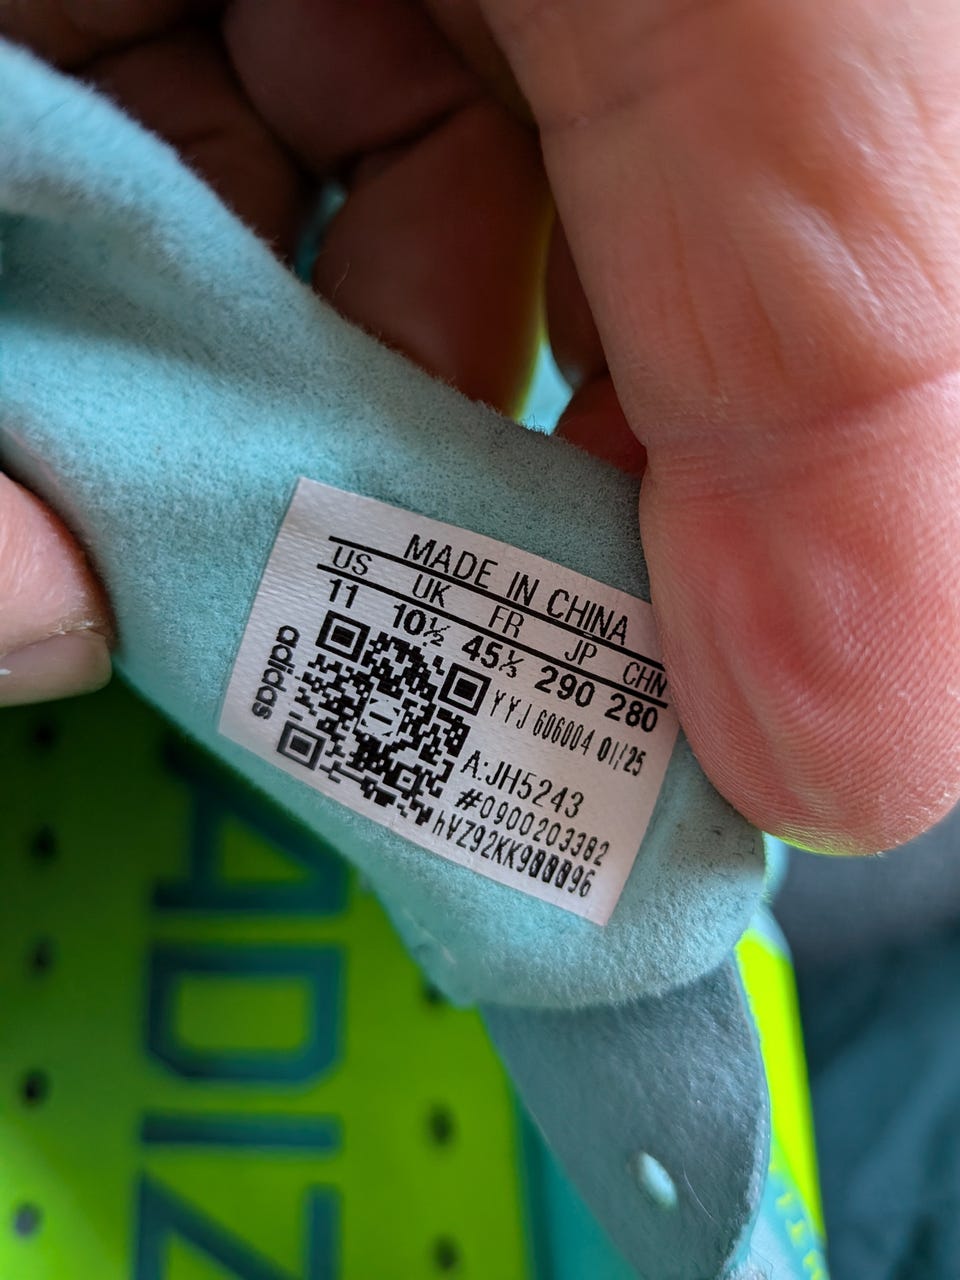 MADE IN CHINA
US UK FR JP CHN
11 10½ 45⅓ 290 280
YYJ 606004 01/25
A:JH5243
#0900203382
adidas
ADIZ